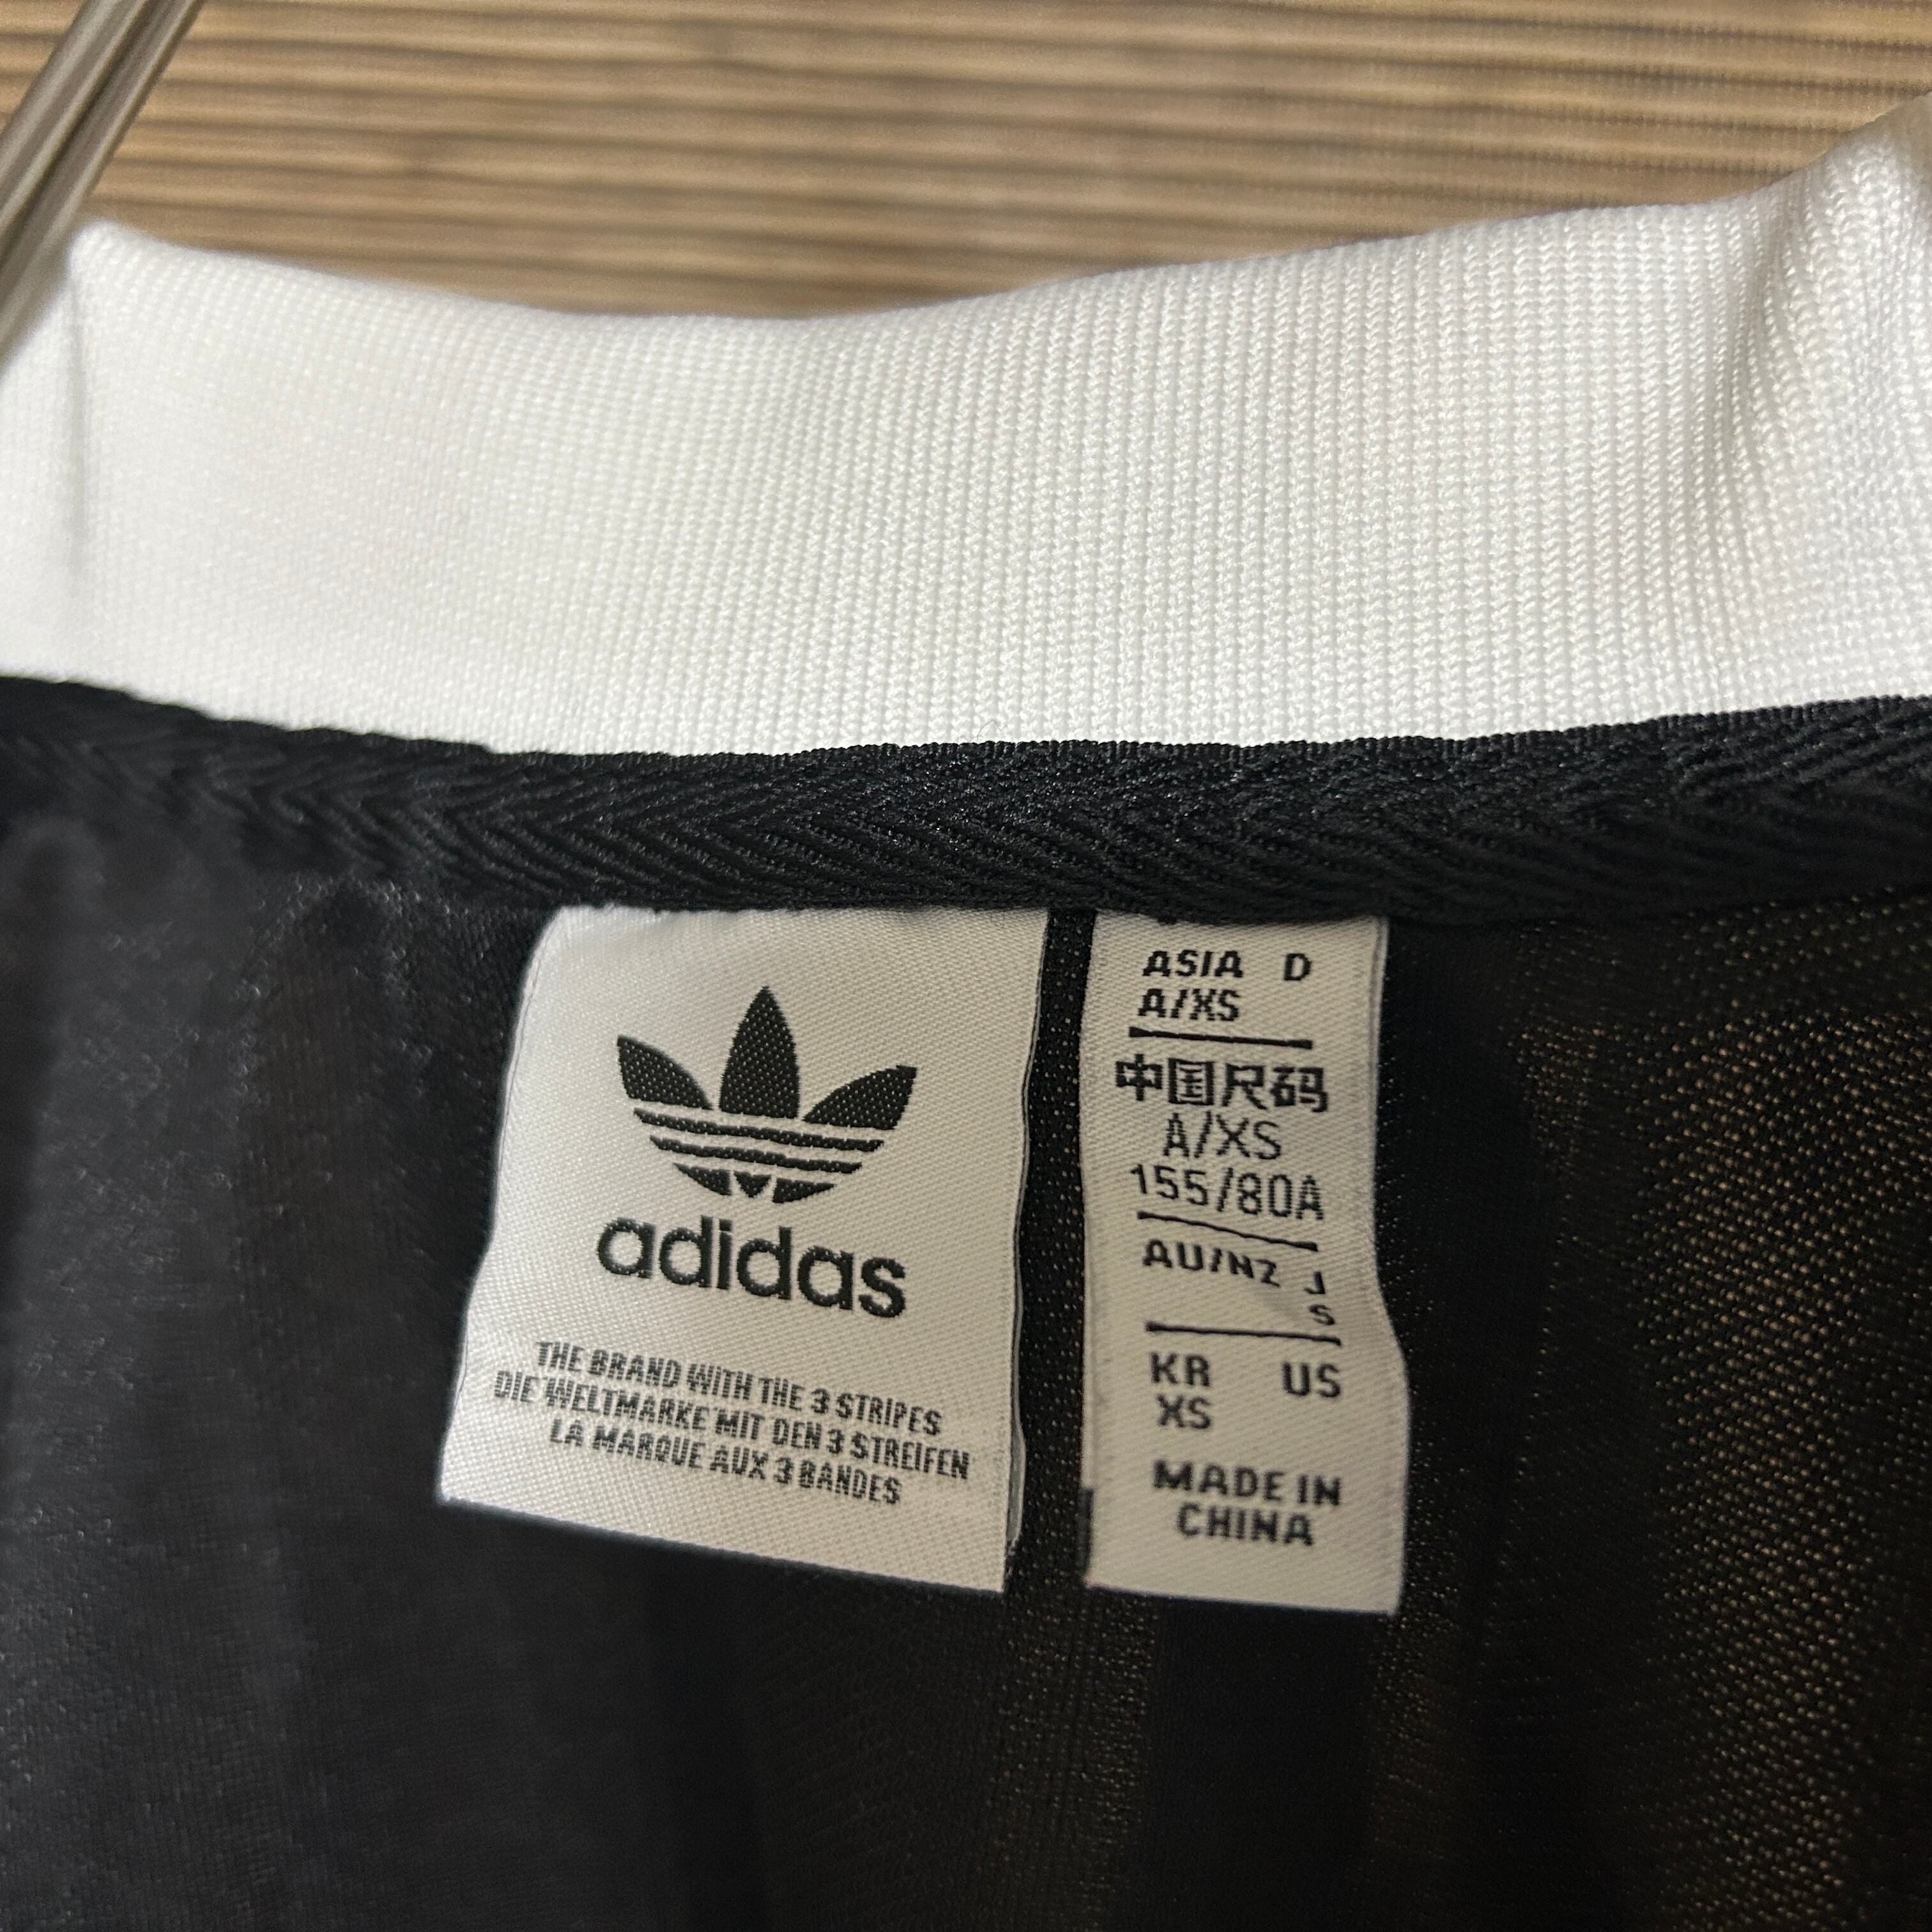 adidas
THE BRAND WITH THE 3 STRIPES
DIE WELTMARKE MIT DEN 3 STREIFEN
LA MARQUE AUX 3 BANDES
ASIA D
A/XS
中国尺码
A/XS
155/80A
AU/NZ J
S
KR US
XS
MADE IN
CHINA